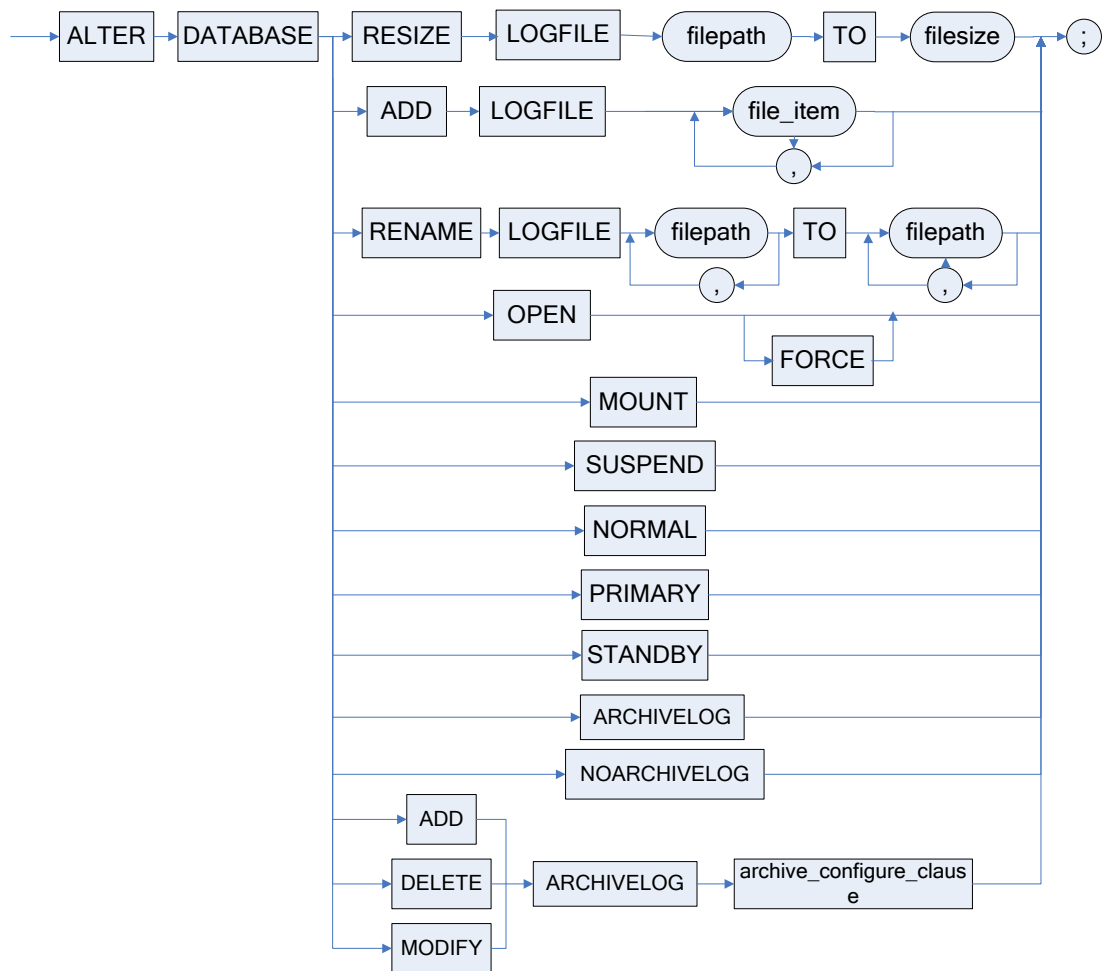 ALTER DATABASE RESIZE LOGFILE filepath TO filesize ;
ADD LOGFILE file_item
,
RENAME LOGFILE filepath TO filepath
, ,
OPEN
FORCE
MOUNT
SUSPEND
NORMAL
PRIMARY
STANDBY
ARCHIVELOG
NOARCHIVELOG
ADD
DELETE ARCHIVELOG archive_configure_claus
e
MODIFY